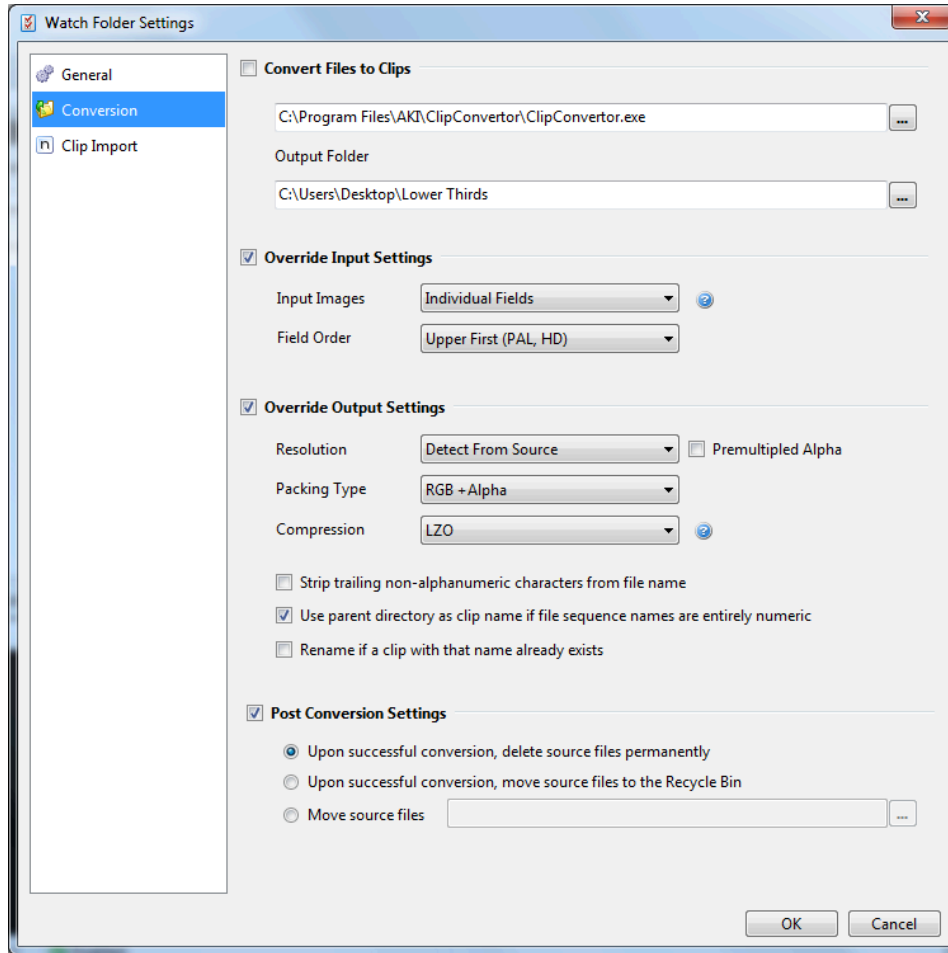 Watch Folder Settings
General
Conversion
Clip Import
Convert Files to Clips
C:\Program Files\AKI\ClipConvertor\ClipConvertor.exe
...
Output Folder
C:\Users\Desktop\Lower Thirds
...
Override Input Settings
Input Images Individual Fields ?
Field Order Upper First (PAL, HD)
Override Output Settings
Resolution Detect From Source Premultipled Alpha
Packing Type RGB +Alpha
Compression LZO ?
Strip trailing non-alphanumeric characters from file name
Use parent directory as clip name if file sequence names are entirely numeric
Rename if a clip with that name already exists
Post Conversion Settings
Upon successful conversion, delete source files permanently
Upon successful conversion, move source files to the Recycle Bin
Move source files ...
OK Cancel